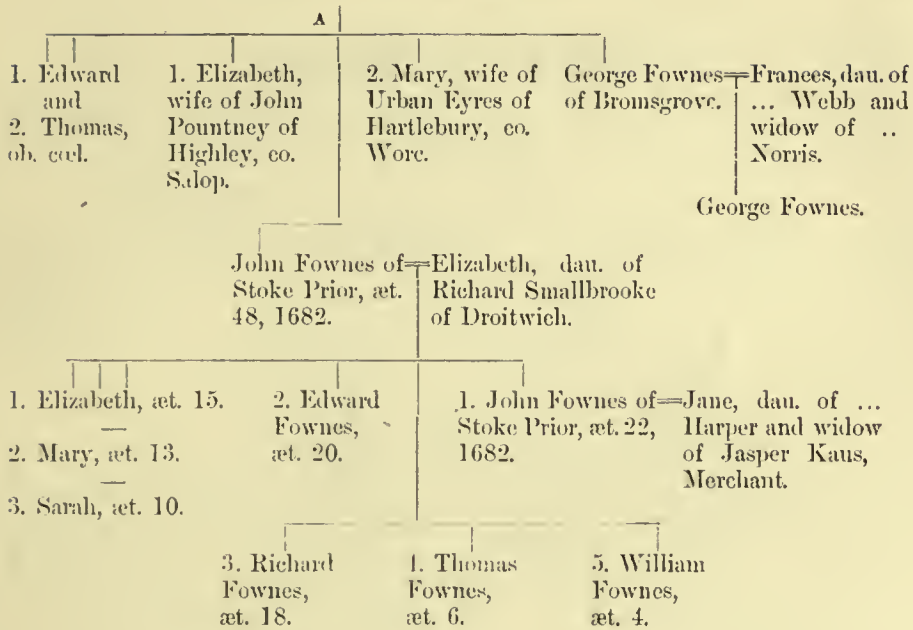 A
1. Edward
and
2. Thomas,
ob. cœl.
1. Elizabeth,
wife of John
Pountney of
Highley, co.
Salop.
2. Mary, wife of
Urban Eyres of
Hartlebury, co.
Worc.
George Fownes
of Bromsgrove.
Frances, dau. of
... Webb and
widow of ..
Norris.
George Fownes.
John Fownes of
Stoke Prior, æt.
48, 1682.
Elizabeth, dau. of
Richard Smallbrooke
of Droitwich.
1. Elizabeth, æt. 15.
2. Mary, æt. 13.
3. Sarah, æt. 10.
2. Edward
Fownes,
æt. 20.
1. John Fownes of
Stoke Prior, æt. 22,
1682.
Jane, dau. of ...
Harper and widow
of Jasper Kaus,
Merchant.
3. Richard
Fownes,
æt. 18.
4. Thomas
Fownes,
æt. 6.
5. William
Fownes,
æt. 4.